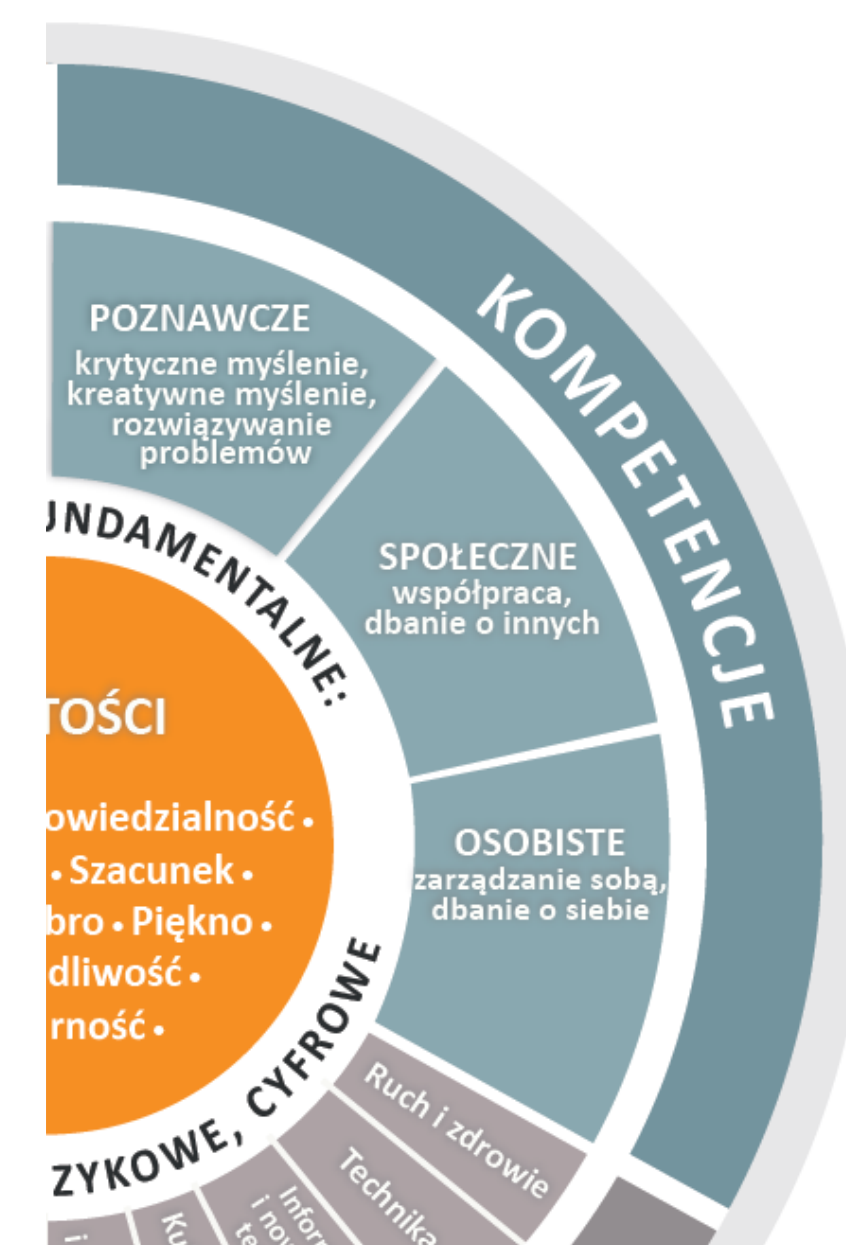 KOMPETENCJE
POZNAWCZE
krytyczne myślenie,
kreatywne myślenie,
rozwiązywanie
problemów
SPOŁECZNE
współpraca,
dbanie o innych
OSOBISTE
zarządzanie sobą,
dbanie o siebie
UNDAMENTALNE:
TOŚCI
owiedzialność •
• Szacunek •
bro • Piękno •
dliwość •
rność •
ZYKOWE, CYFROWE
Ruch i zdrowie
Technika